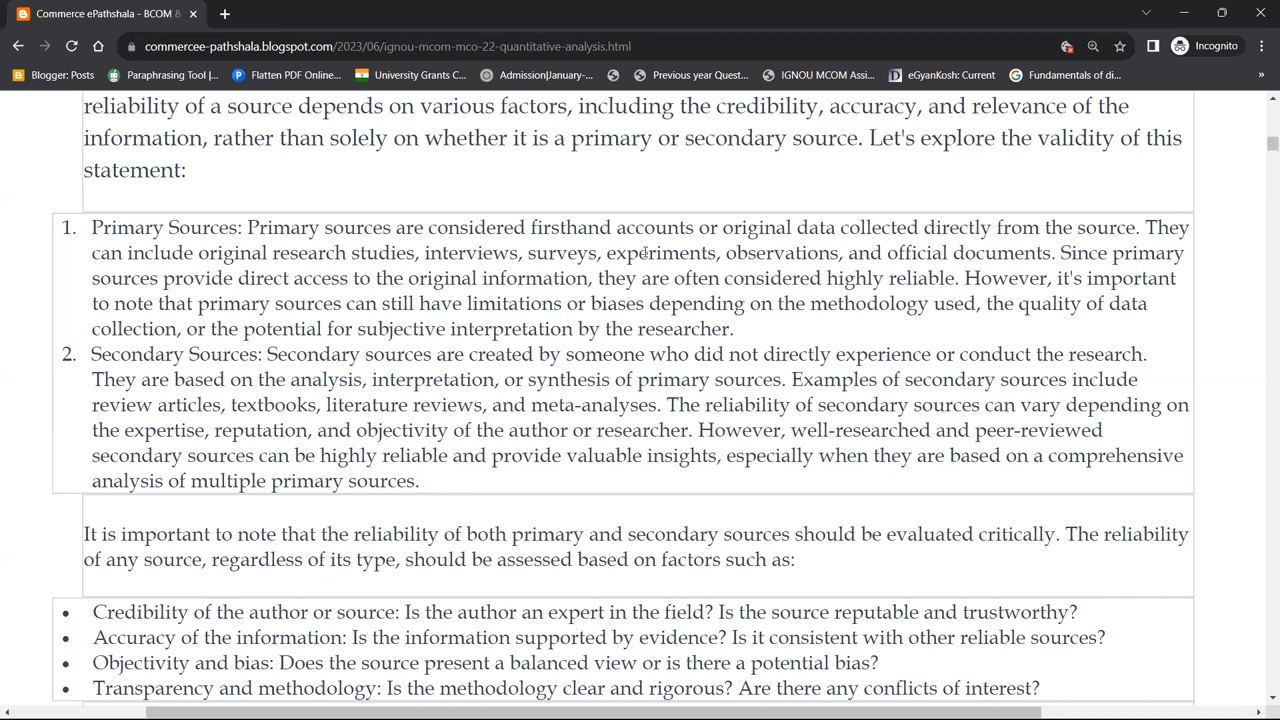 Commerce ePathshala - BCOM &
commercee-pathshala.blogspot.com/2023/06/ignou-mcom-mco-22-quantitative-analysis.html
Incognito
Blogger: Posts
Paraphrasing Tool |...
Flatten PDF Online...
University Grants C...
Admission|January-...
Previous year Quest...
IGNOU MCOM Assi...
eGyanKosh: Current
Fundamentals of di...
»
reliability of a source depends on various factors, including the credibility, accuracy, and relevance of the
information, rather than solely on whether it is a primary or secondary source. Let's explore the validity of this
statement:
1. Primary Sources: Primary sources are considered firsthand accounts or original data collected directly from the source. They
can include original research studies, interviews, surveys, experiments, observations, and official documents. Since primary
sources provide direct access to the original information, they are often considered highly reliable. However, it's important
to note that primary sources can still have limitations or biases depending on the methodology used, the quality of data
collection, or the potential for subjective interpretation by the researcher.
2. Secondary Sources: Secondary sources are created by someone who did not directly experience or conduct the research.
They are based on the analysis, interpretation, or synthesis of primary sources. Examples of secondary sources include
review articles, textbooks, literature reviews, and meta-analyses. The reliability of secondary sources can vary depending on
the expertise, reputation, and objectivity of the author or researcher. However, well-researched and peer-reviewed
secondary sources can be highly reliable and provide valuable insights, especially when they are based on a comprehensive
analysis of multiple primary sources.
It is important to note that the reliability of both primary and secondary sources should be evaluated critically. The reliability
of any source, regardless of its type, should be assessed based on factors such as:
• Credibility of the author or source: Is the author an expert in the field? Is the source reputable and trustworthy?
• Accuracy of the information: Is the information supported by evidence? Is it consistent with other reliable sources?
• Objectivity and bias: Does the source present a balanced view or is there a potential bias?
• Transparency and methodology: Is the methodology clear and rigorous? Are there any conflicts of interest?